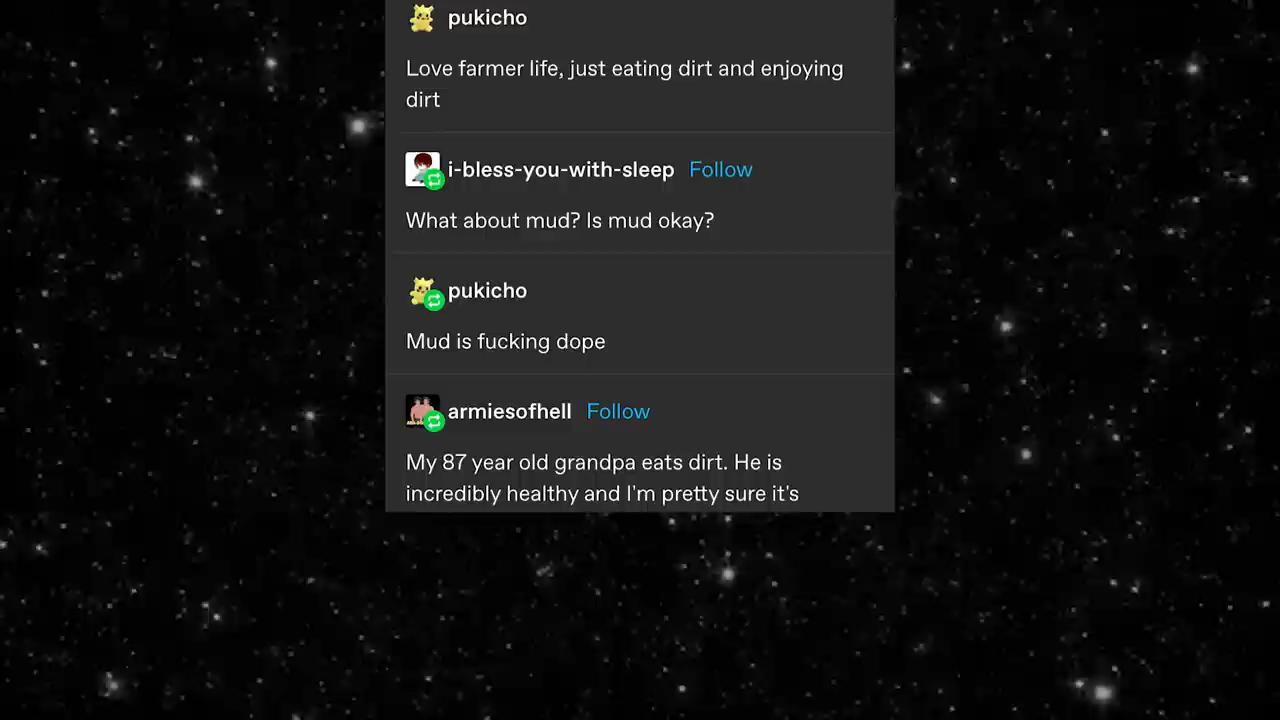 pukicho
Love farmer life, just eating dirt and enjoying
dirt
i-bless-you-with-sleep Follow
What about mud? Is mud okay?
pukicho
Mud is fucking dope
armiesofhell Follow
My 87 year old grandpa eats dirt. He is
incredibly healthy and I'm pretty sure it's